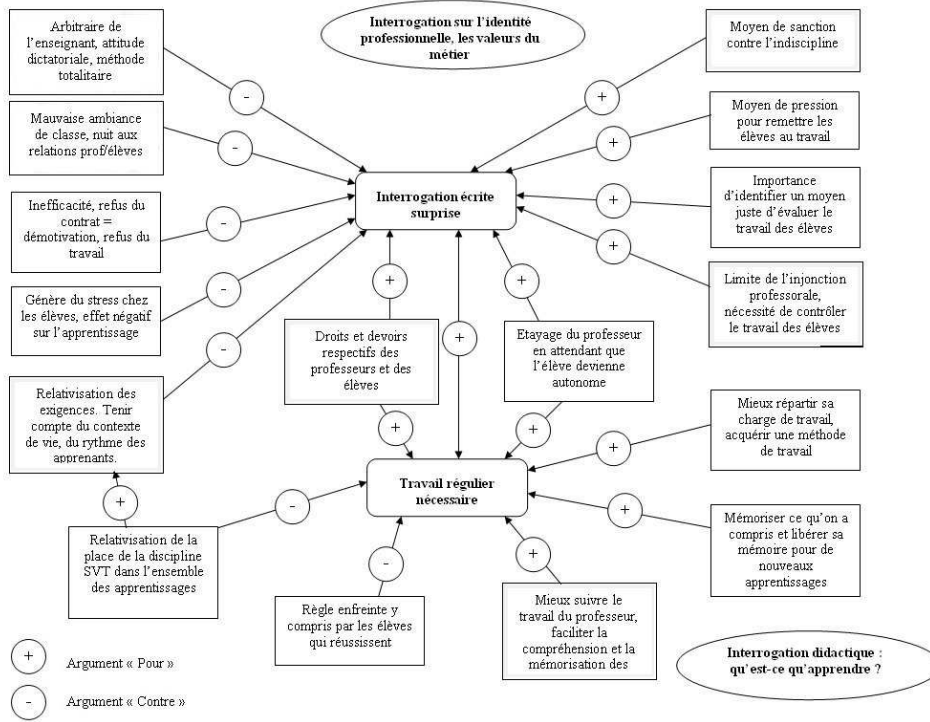 Arbitraire de
l'enseignant, attitude
dictatoriale, méthode
totalitaire
Interrogation sur l'identité
professionnelle, les valeurs du
métier
Moyen de sanction
contre l'indiscipline
-
+
Mauvaise ambiance
de classe, nuit aux
relations prof/élèves
-
Moyen de pression
pour remettre les
élèves au travail
+
Interrogation écrite
surprise
Importance
d'identifier un moyen
juste d'évaluer le
travail des élèves
+
Inefficacité, refus du
contrat =
démotivation, refus du
travail
-
+
Limite de l'injonction
professorale,
nécessité de contrôler
le travail des élèves
Génère du stress chez
les élèves, effet négatif
sur l'apprentissage
-
+
+
+
Droits et devoirs
respectifs des
professeurs et des
élèves
Etayage du professeur
en attendant que
l'élève devienne
autonome
-
Relativisation des
exigences. Tenir
compte du contexte
de vie, du rythme des
apprenants.
+
+
Mieux répartir sa
charge de travail,
acquérir une méthode
de travail
+
Travail régulier
nécessaire
+
-
+
Mémoriser ce qu'on a
compris et libérer sa
mémoire pour de
nouveaux
apprentissages
Relativisation de la
place de la discipline
SVT dans l'ensemble
des apprentissages
-
+
Règle enfreinte y
compris par les élèves
qui réussissent
Mieux suivre le
travail du professeur,
faciliter la
compréhension et la
mémorisation des
Interrogation didactique :
qu'est-ce qu'apprendre ?
+ Argument « Pour »
- Argument « Contre »